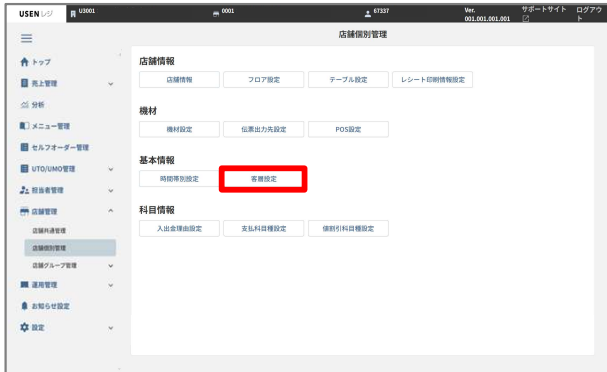 USEN レジ U3001 0001 67337 Ver. 001.001.001.001 サポートサイト ログアウト
店舗個別管理
トップ
売上管理
分析
メニュー管理
セルフオーダー管理
UTO/UMO管理
担当者管理
店舗管理
店舗共通管理
店舗個別管理
店舗グループ管理
運用管理
お知らせ設定
設定
店舗情報
店舗情報 フロア設定 テーブル設定 レシート印刷情報設定
機材
機材設定 伝票出力先設定 POS設定
基本情報
時間帯別設定 客層設定
科目情報
入出金理由設定 支払科目種設定 値割引科目種設定